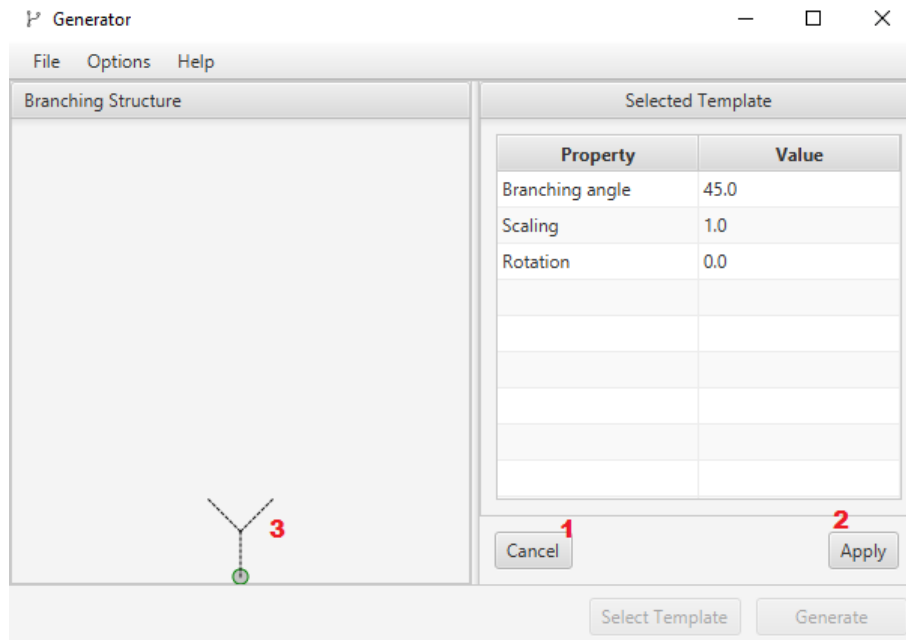 Generator
File Options Help
Branching Structure
Selected Template
Property Value
Branching angle 45.0
Scaling 1.0
Rotation 0.0
3
1
2
Cancel
Apply
Select Template
Generate